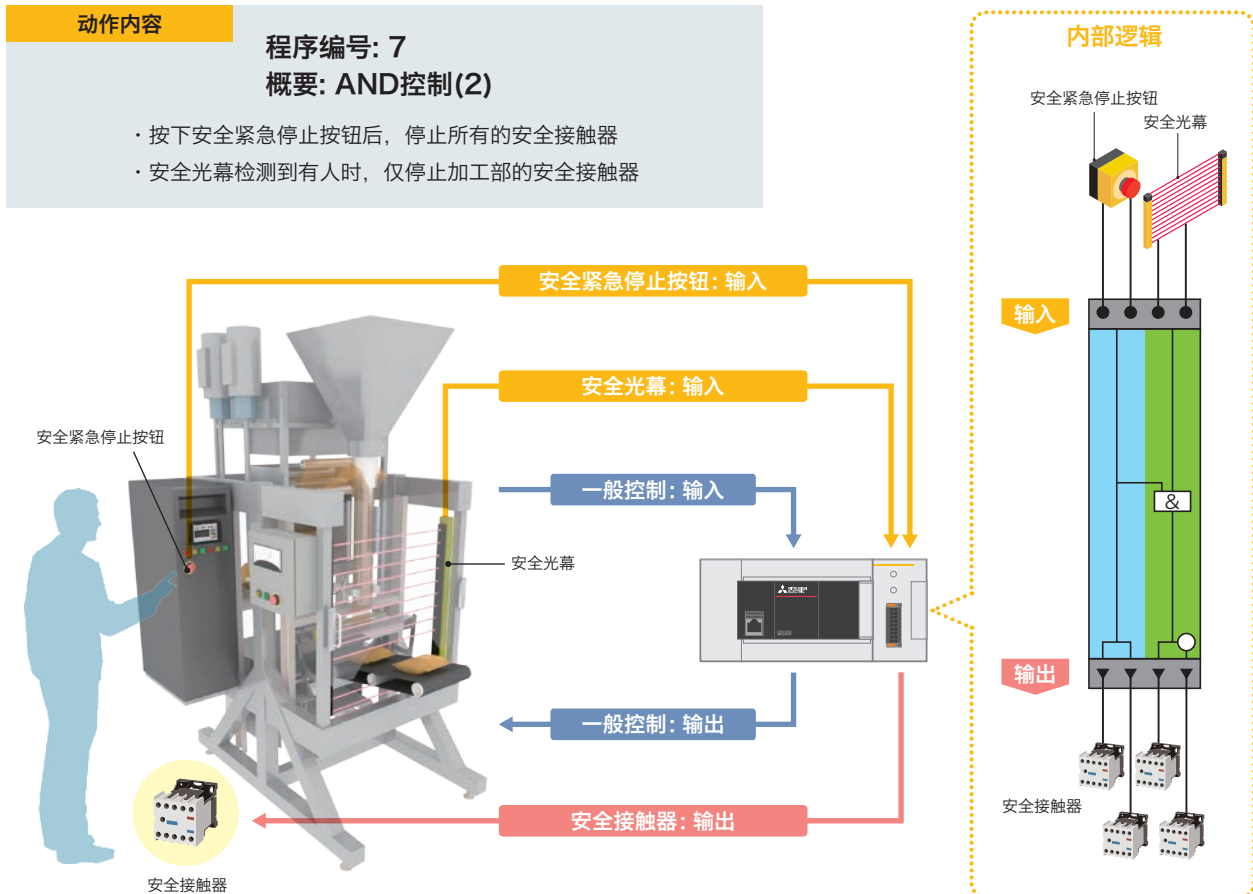 动作内容
程序编号: 7
概要: AND控制(2)
·按下安全紧急停止按钮后，停止所有的安全接触器
·安全光幕检测到有人时，仅停止加工部的安全接触器
安全紧急停止按钮：输入
安全光幕：输入
安全紧急停止按钮
一般控制：输入
安全光幕
MITSUBISHI
ELECTRIC
一般控制：输出
安全接触器：输出
安全接触器
内部逻辑
安全紧急停止按钮
安全光幕
输入
&
输出
安全接触器